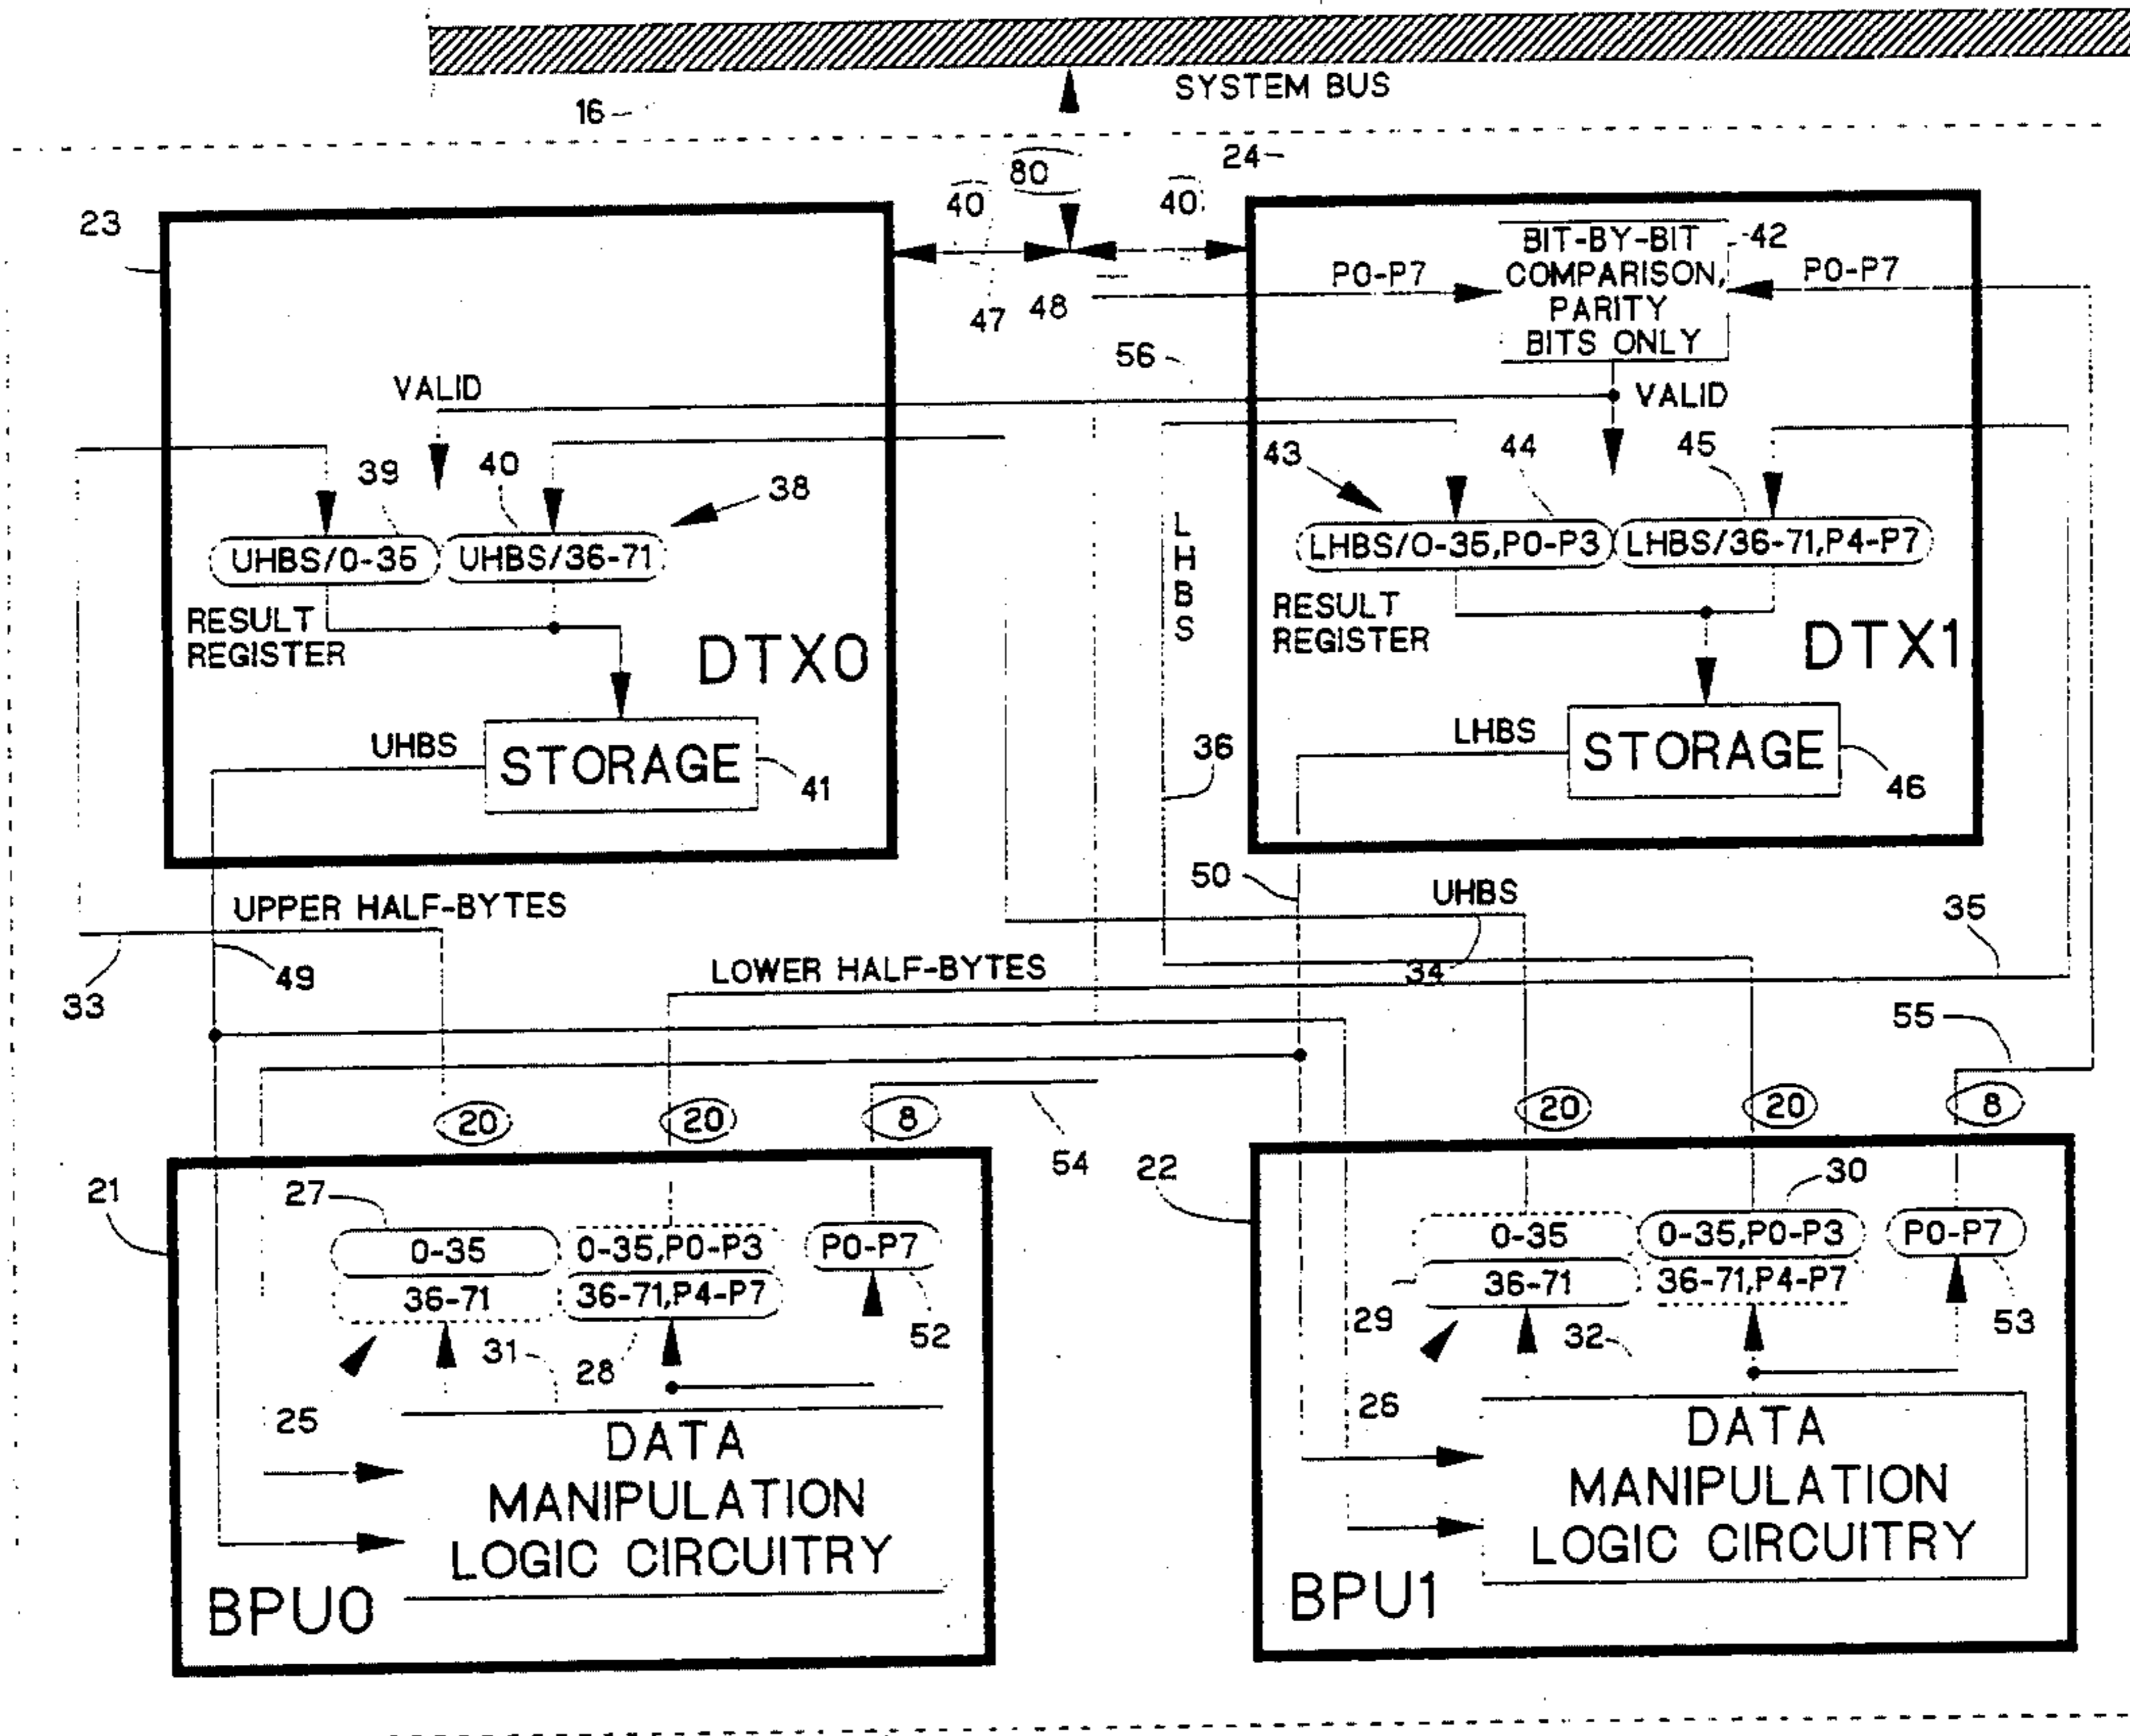 SYSTEM BUS
16
80
24
40
40
23
BIT-BY-BIT
COMPARISON,
PARITY
BITS ONLY
42
P0-P7
P0-P7
47
48
56
VALID
VALID
39
40
38
43
44
45
UHBS/0-35
UHBS/36-71
LHBS/0-35,P0-P3
LHBS/36-71,P4-P7
LHBS
RESULT
REGISTER
DTX0
RESULT
REGISTER
DTX1
UHBS
STORAGE
41
36
LHBS
STORAGE
46
UPPER HALF-BYTES
50
UHBS
35
33
49
LOWER HALF-BYTES
34
55
20
20
8
20
20
8
54
21
27
22
30
0-35
0-35,P0-P3
P0-P7
36-71
36-71,P4-P7
0-35
0-35,P0-P3
P0-P7
36-71
36-71,P4-P7
25
31
28
52
29
26
32
53
DATA
MANIPULATION
LOGIC CIRCUITRY
BPU0
DATA
MANIPULATION
LOGIC CIRCUITRY
BPU1